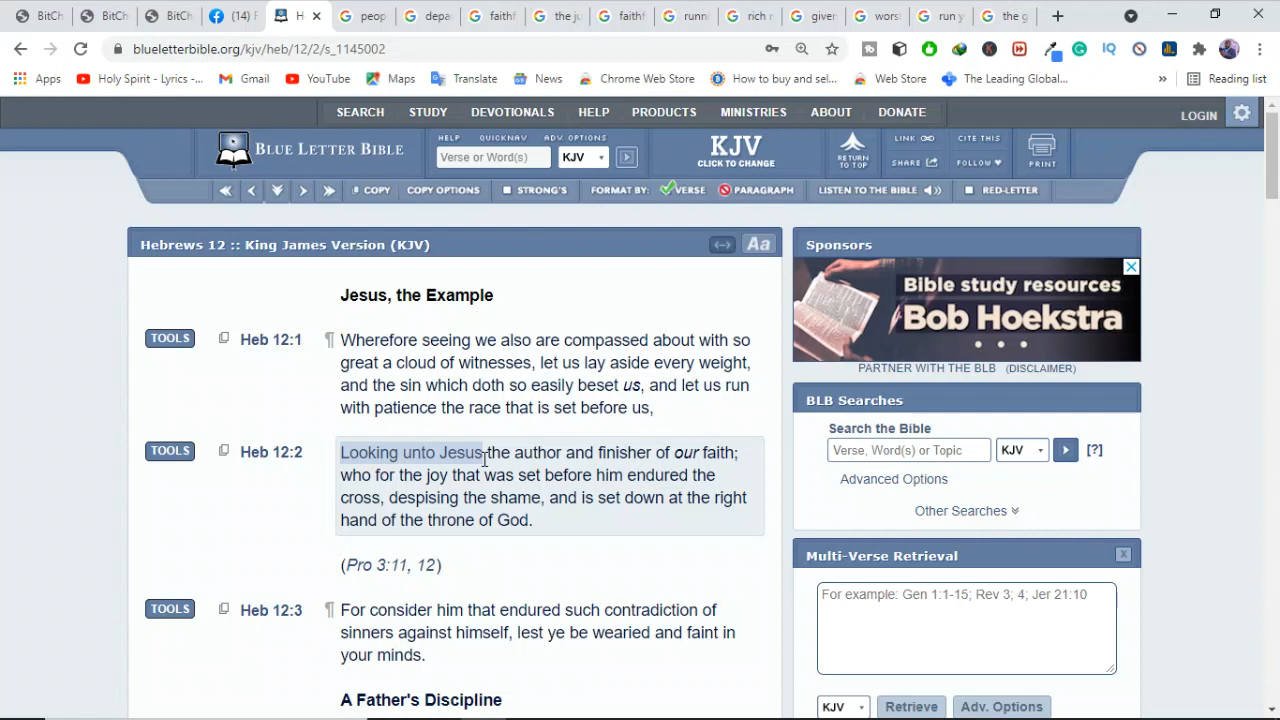 BitCh
BitCh
BitCh
(14) F
H
peop
depa
faithf
the ju
faithf
runni
rich r
giver
wors
run y
the g
blueletterbible.org/kjv/heb/12/2/s_1145002
Apps
Holy Spirit - Lyrics -...
Gmail
YouTube
Maps
Translate
News
Chrome Web Store
How to buy and sel...
Web Store
The Leading Global...
»
Reading list
SEARCH STUDY DEVOTIONALS HELP PRODUCTS MINISTRIES ABOUT DONATE
LOGIN
BLUE LETTER BIBLE
HELP QUICKNAV ADV OPTIONS
Verse or Word(s)
KJV
KJV
CLICK TO CHANGE
RETURN
TO TOP
LINK
CITE THIS
SHARE
FOLLOW
PRINT
COPY COPY OPTIONS STRONG'S FORMAT BY: VERSE PARAGRAPH LISTEN TO THE BIBLE RED-LETTER
Hebrews 12 :: King James Version (KJV)
Aa
Jesus, the Example
TOOLS Heb 12:1 ¶ Wherefore seeing we also are compassed about with so
great a cloud of witnesses, let us lay aside every weight,
and the sin which doth so easily beset us, and let us run
with patience the race that is set before us,
TOOLS Heb 12:2 Looking unto Jesus the author and finisher of our faith;
who for the joy that was set before him endured the
cross, despising the shame, and is set down at the right
hand of the throne of God.
(Pro 3:11, 12)
TOOLS Heb 12:3 ¶ For consider him that endured such contradiction of
sinners against himself, lest ye be wearied and faint in
your minds.
A Father's Discipline
Sponsors
Bible study resources
Bob Hoekstra
PARTNER WITH THE BLB (DISCLAIMER)
BLB Searches
Search the Bible
Verse, Word(s) or Topic
KJV
[?]
Advanced Options
Other Searches
Multi-Verse Retrieval
X
For example: Gen 1:1-15; Rev 3; 4; Jer 21:10
KJV
Retrieve
Adv. Options